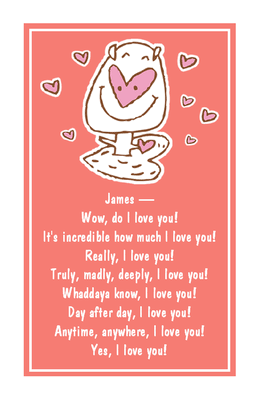 James —
Wow, do I love you!
It's incredible how much I love you!
Really, I love you!
Truly, madly, deeply, I love you!
Whaddaya know, I love you!
Day after day, I love you!
Anytime, anywhere, I love you!
Yes, I love you!